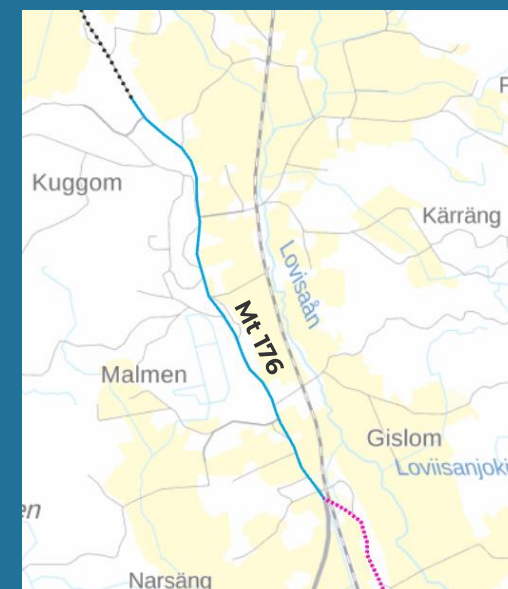 Kuggom
Kärräng
Lovisaån
Mt 176
Malmen
Gislom
Loviisanjoki
Narsäng